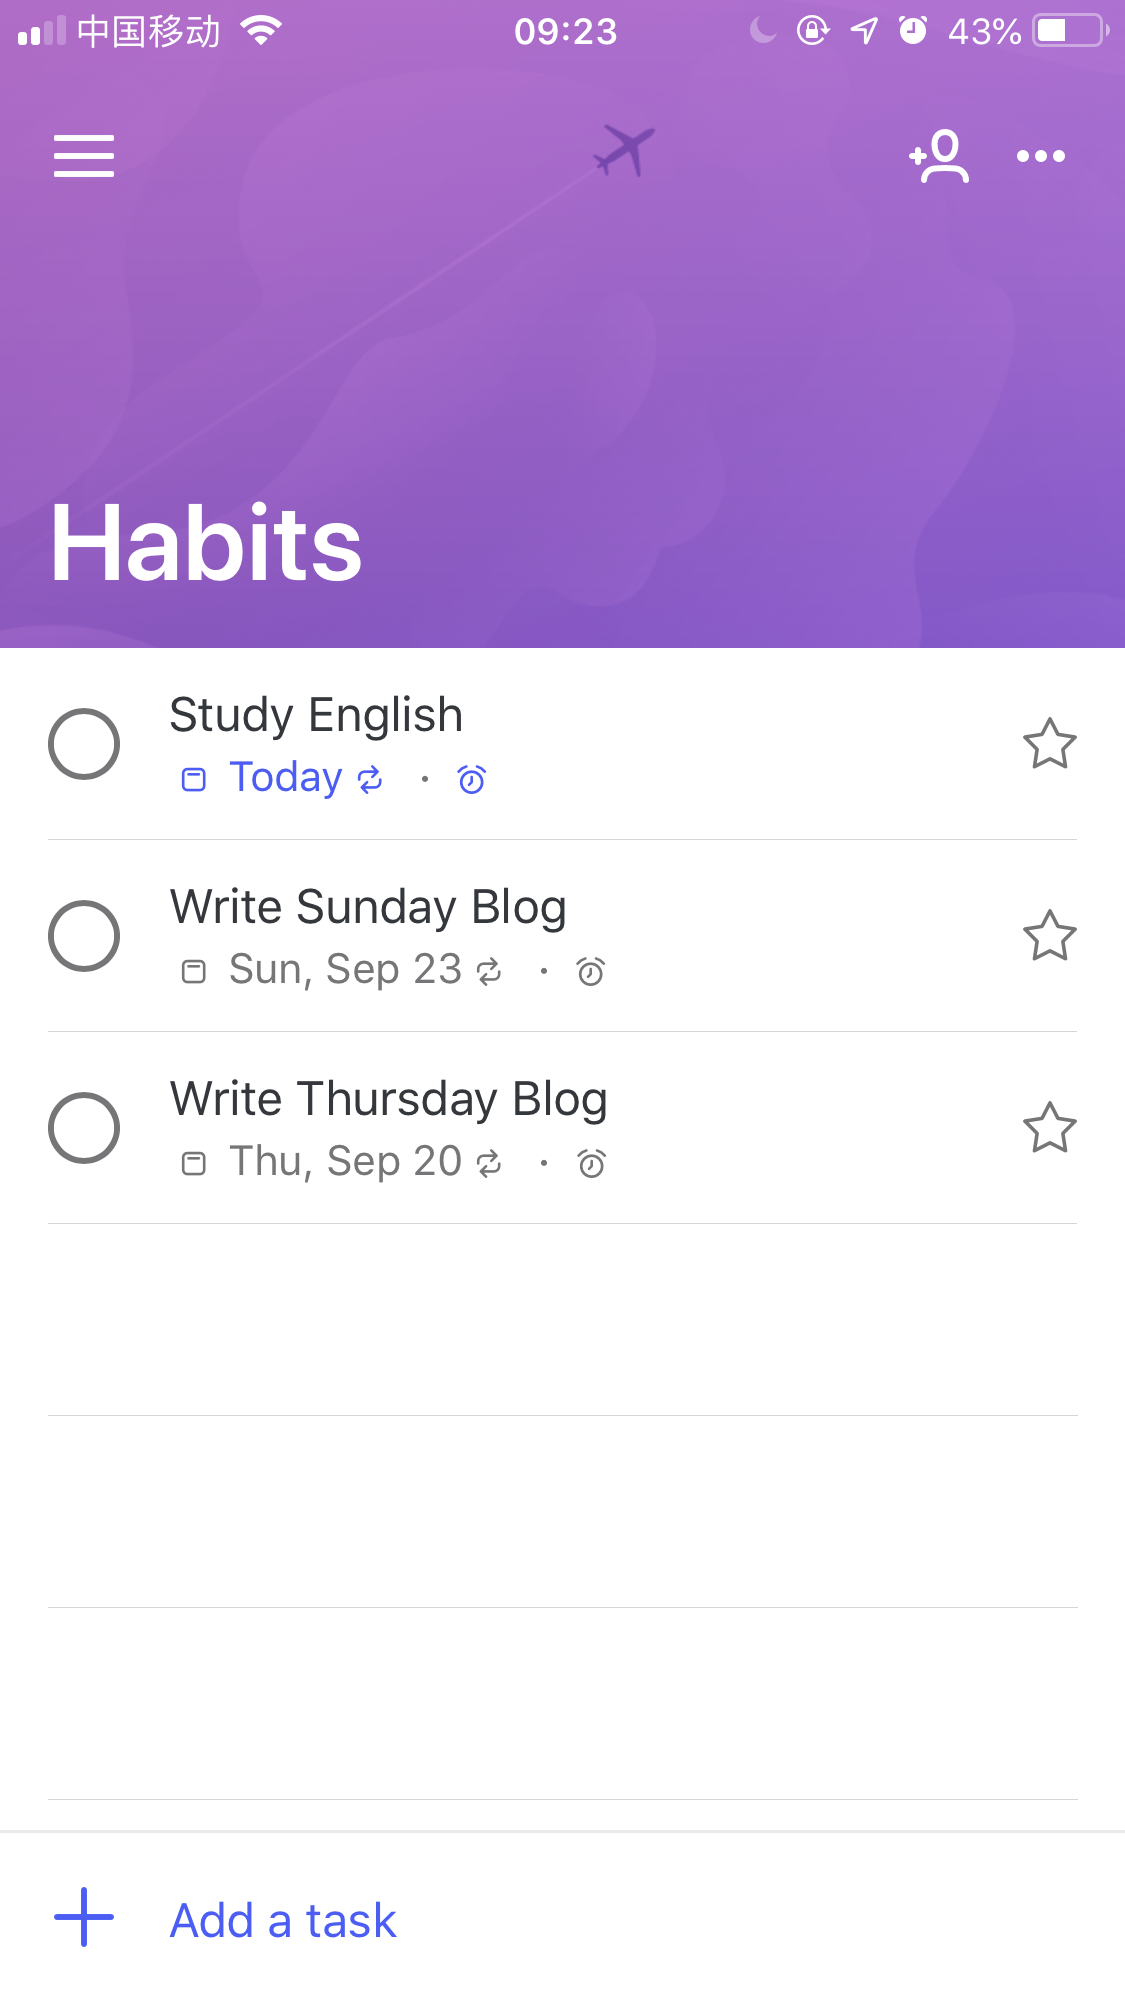 中国移动 09:23 43%
Habits
Study English
Today
Write Sunday Blog
Sun, Sep 23
Write Thursday Blog
Thu, Sep 20
Add a task